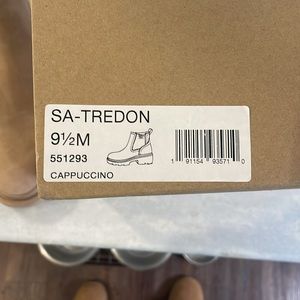 SA-TREDON
9½M
551293
CAPPUCCINO
1 91154 93571 0